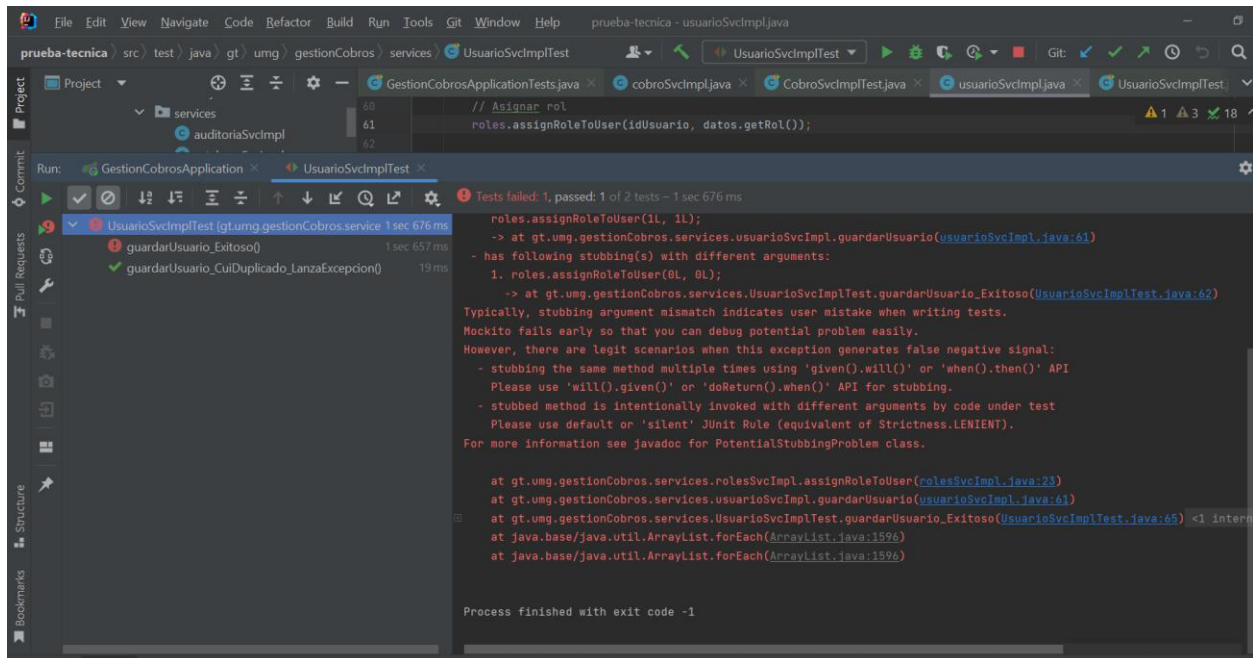 File Edit View Navigate Code Refactor Build Run Tools Git Window Help prueba-tecnica - usuarioSvcImpl.java
prueba-tecnica src test java gt umg gestionCobros services UsuarioSvcImplTest UsuarioSvcImplTest Git:
Project GestionCobrosApplicationTests.java cobroSvcImpl.java CobroSvcImplTest.java usuarioSvcImpl.java UsuarioSvcImplTest.
60 // Asignar rol
services
61 roles.assignRoleToUser(idUsuario, datos.getRol());
1 3 18
auditoriaSvcImpl
62
Run: GestionCobrosApplication UsuarioSvcImplTest
Tests failed: 1, passed: 1 of 2 tests – 1 sec 676 ms
UsuarioSvcImplTest (gt.umg.gestionCobros.service 1 sec 676 ms
guardarUsuario_Exitoso() 1 sec 657 ms
guardarUsuario_CuiDuplicado_LanzaExcepcion() 19 ms
roles.assignRoleToUser(1L, 1L);
-> at gt.umg.gestionCobros.services.usuarioSvcImpl.guardarUsuario(usuarioSvcImpl.java:61)
- has following stubbing(s) with different arguments:
1. roles.assignRoleToUser(0L, 0L);
-> at gt.umg.gestionCobros.services.UsuarioSvcImplTest.guardarUsuario_Exitoso(UsuarioSvcImplTest.java:62)
Typically, stubbing argument mismatch indicates user mistake when writing tests.
Mockito fails early so that you can debug potential problem easily.
However, there are legit scenarios when this exception generates false negative signal:
- stubbing the same method multiple times using 'given().will()' or 'when().then()' API
Please use 'will().given()' or 'doReturn().when()' API for stubbing.
- stubbed method is intentionally invoked with different arguments by code under test
Please use default or 'silent' JUnit Rule (equivalent of Strictness.LENIENT).
For more information see javadoc for PotentialStubbingProblem class.
at gt.umg.gestionCobros.services.rolesSvcImpl.assignRoleToUser(rolesSvcImpl.java:23)
at gt.umg.gestionCobros.services.usuarioSvcImpl.guardarUsuario(usuarioSvcImpl.java:61)
at gt.umg.gestionCobros.services.UsuarioSvcImplTest.guardarUsuario_Exitoso(UsuarioSvcImplTest.java:65) <1 intern
at java.base/java.util.ArrayList.forEach(ArrayList.java:1596)
at java.base/java.util.ArrayList.forEach(ArrayList.java:1596)
Process finished with exit code -1
Project
Commit
Pull Requests
Structure
Bookmarks